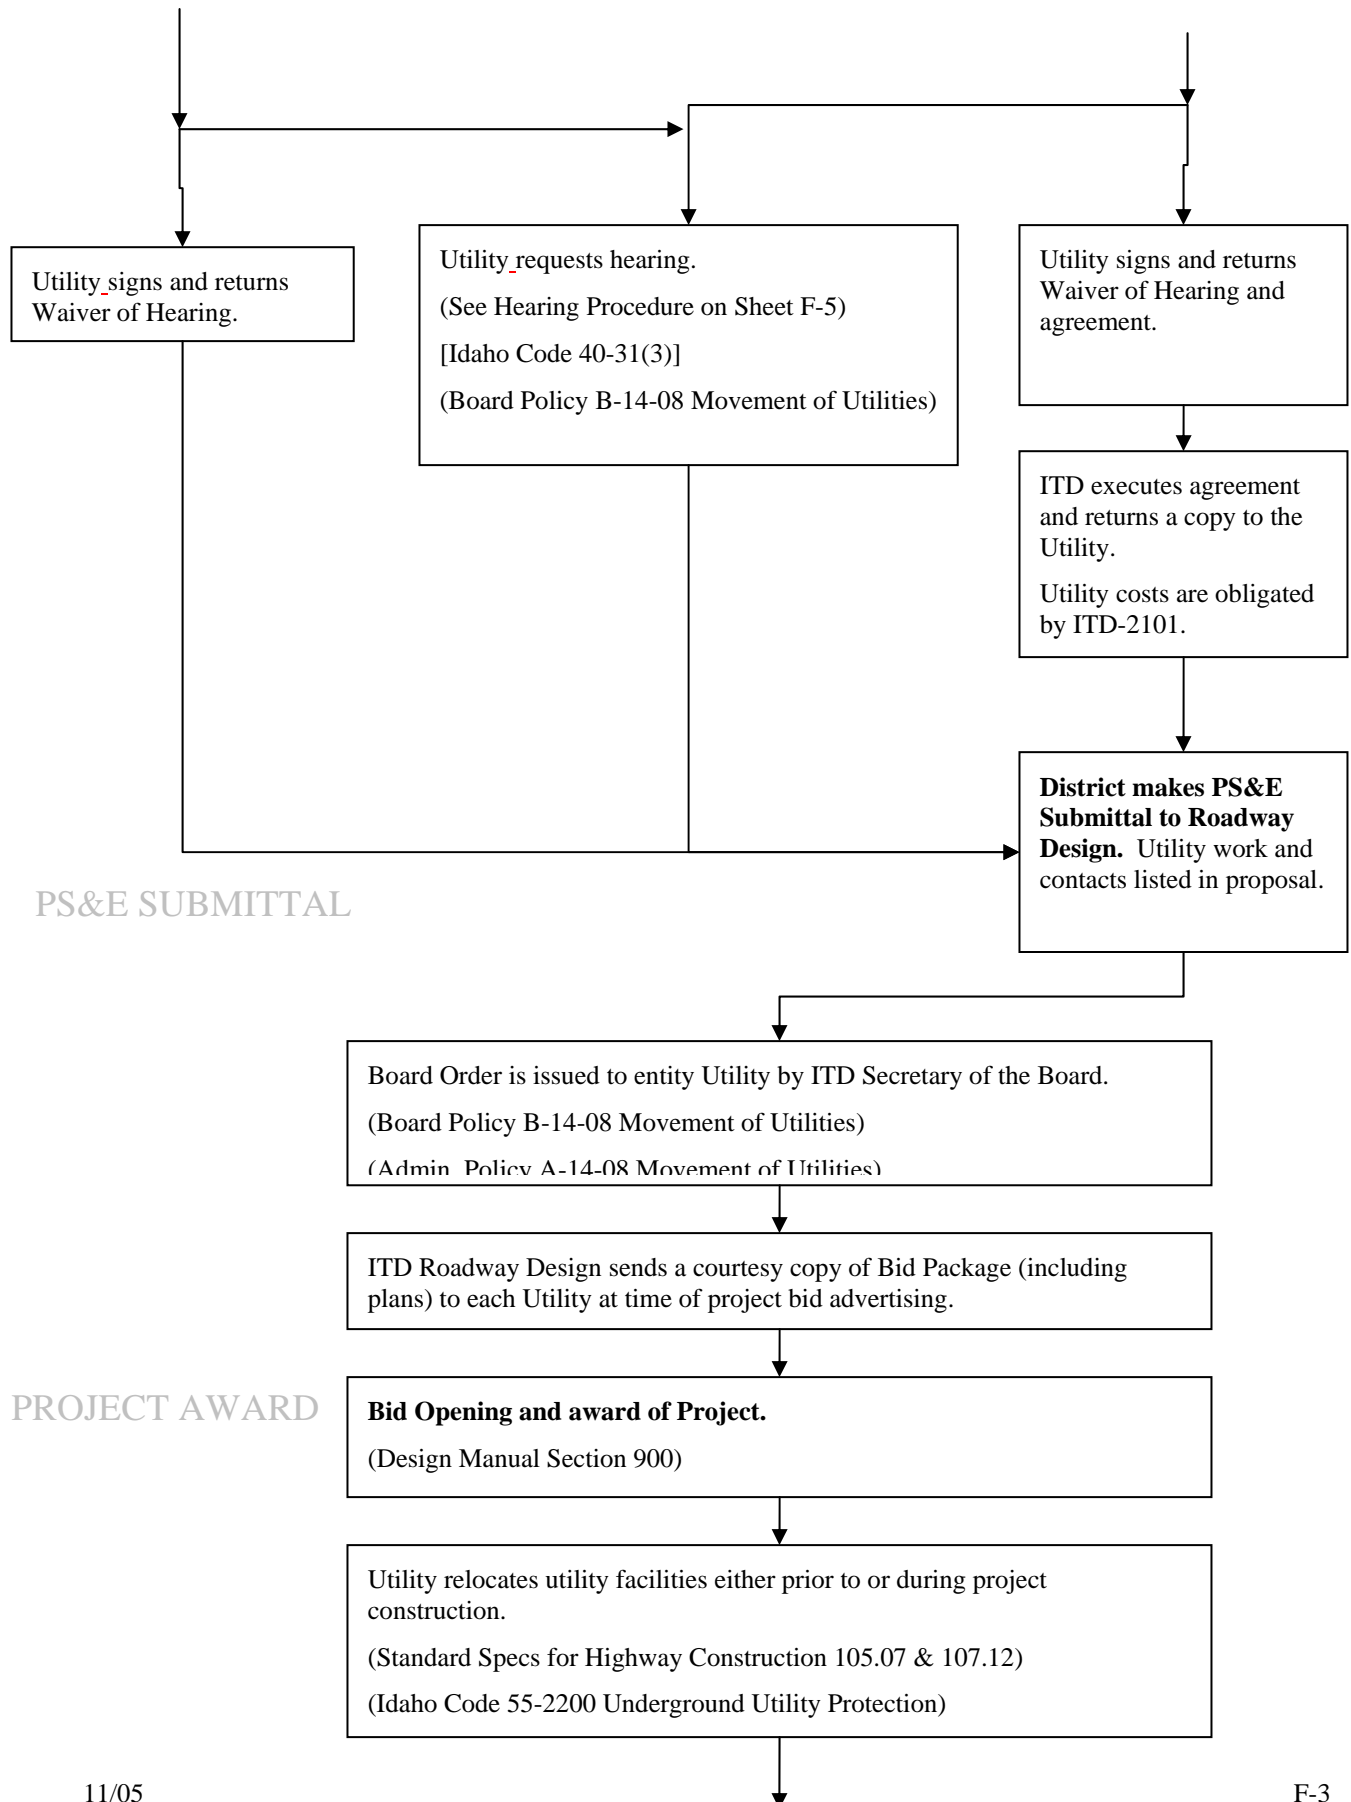 Utility signs and returns
Waiver of Hearing.
Utility requests hearing.
(See Hearing Procedure on Sheet F-5)
[Idaho Code 40-31(3)]
(Board Policy B-14-08 Movement of Utilities)
Utility signs and returns
Waiver of Hearing and
agreement.
ITD executes agreement
and returns a copy to the
Utility.
Utility costs are obligated
by ITD-2101.
District makes PS&E
Submittal to Roadway
Design.  Utility work and
contacts listed in proposal.
PS&E SUBMITTAL
Board Order is issued to entity Utility by ITD Secretary of the Board.
(Board Policy B-14-08 Movement of Utilities)
(Admin. Policy A-14-08 Movement of Utilities)
ITD Roadway Design sends a courtesy copy of Bid Package (including
plans) to each Utility at time of project bid advertising.
PROJECT AWARD
Bid Opening and award of Project.
(Design Manual Section 900)
Utility relocates utility facilities either prior to or during project
construction.
(Standard Specs for Highway Construction 105.07 & 107.12)
(Idaho Code 55-2200 Underground Utility Protection)
11/05
F-3